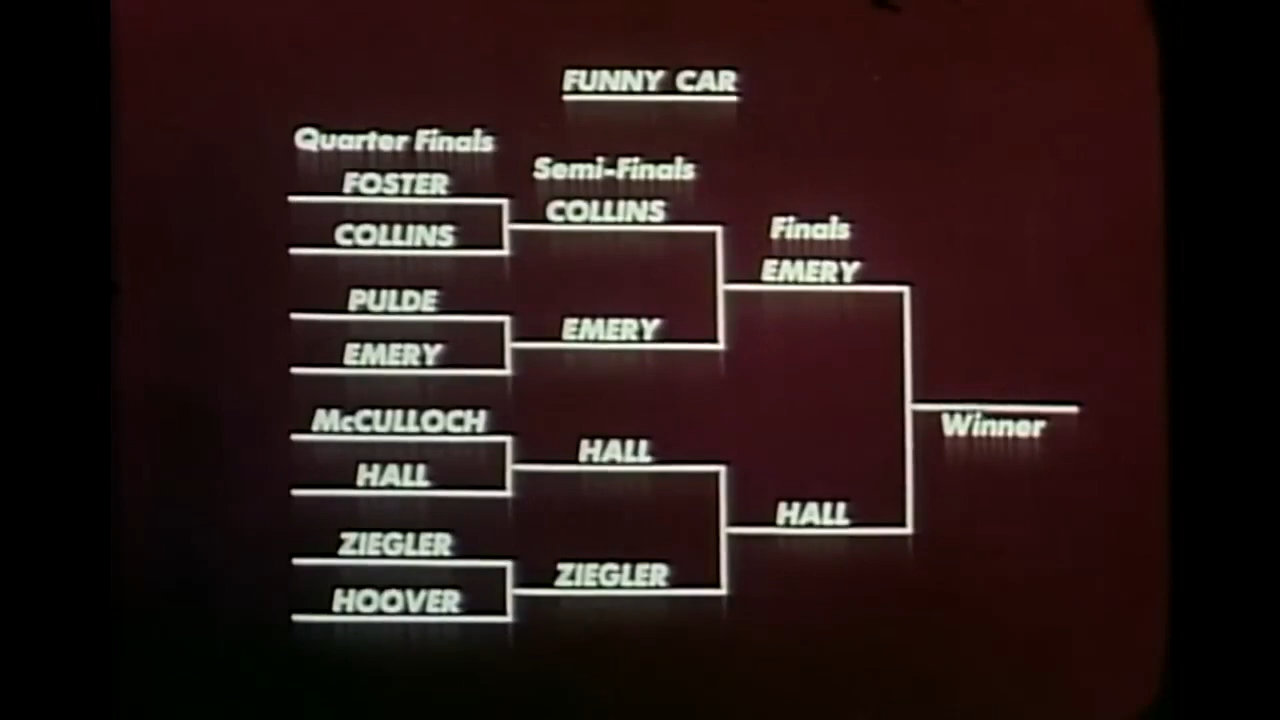 FUNNY CAR
Quarter Finals
FOSTER
COLLINS
PULDE
EMERY
McCULLOCH
HALL
ZIEGLER
HOOVER
Semi-Finals
COLLINS
EMERY
HALL
ZIEGLER
Finals
EMERY
HALL
Winner